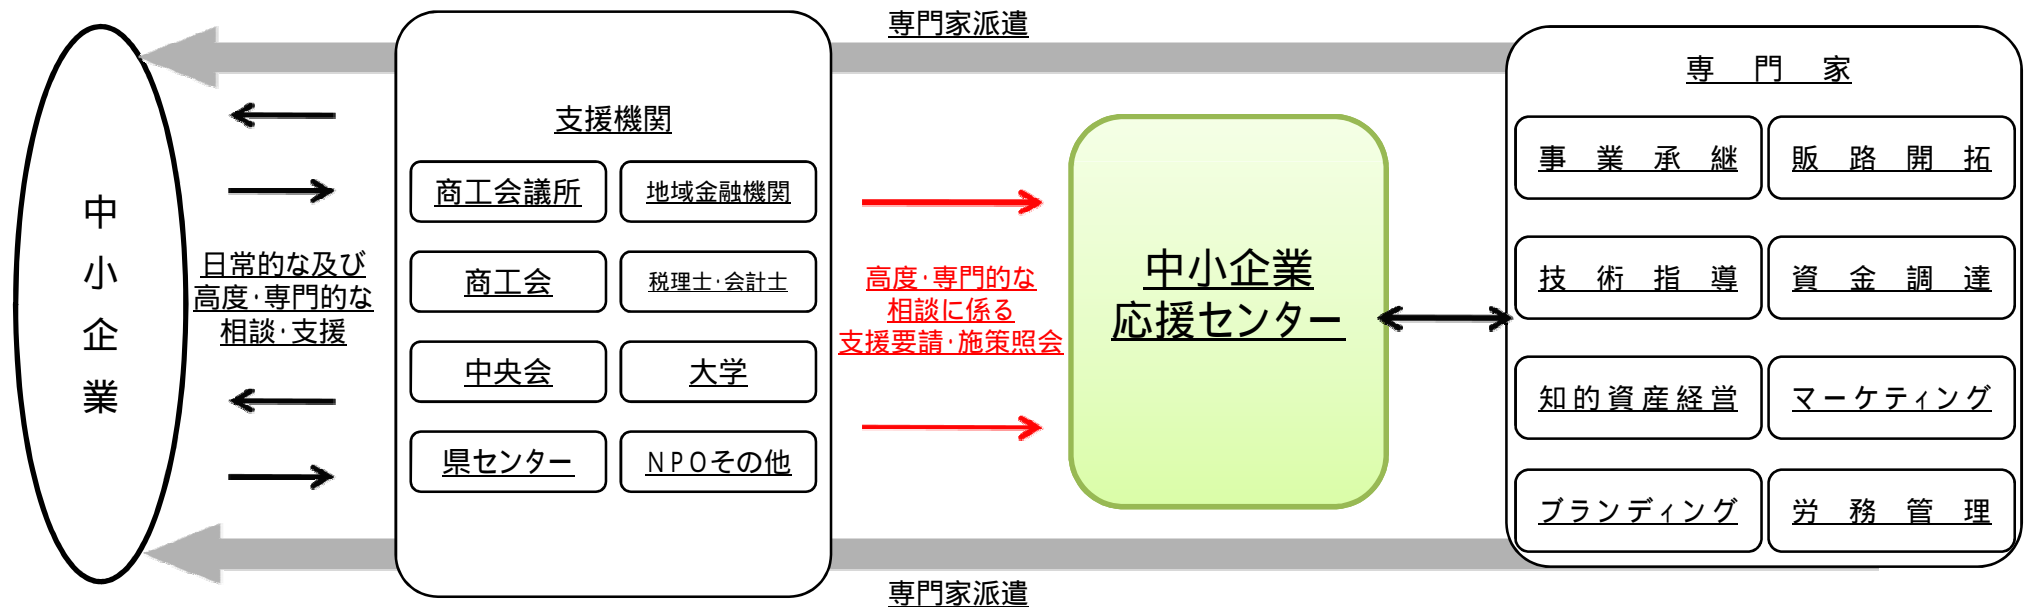 中
小
企
業
日常的な及び
高度・専門的な
相談・支援
支援機関
商工会議所
地域金融機関
商工会
税理士・会計士
中央会
大学
県センター
NPOその他
専門家派遣
高度・専門的な
相談に係る
支援要請・施策照会
専門家派遣
中小企業
応援センター
専門家
事業承継
販路開拓
技術指導
資金調達
知的資産経営
マーケティング
ブランディング
労務管理